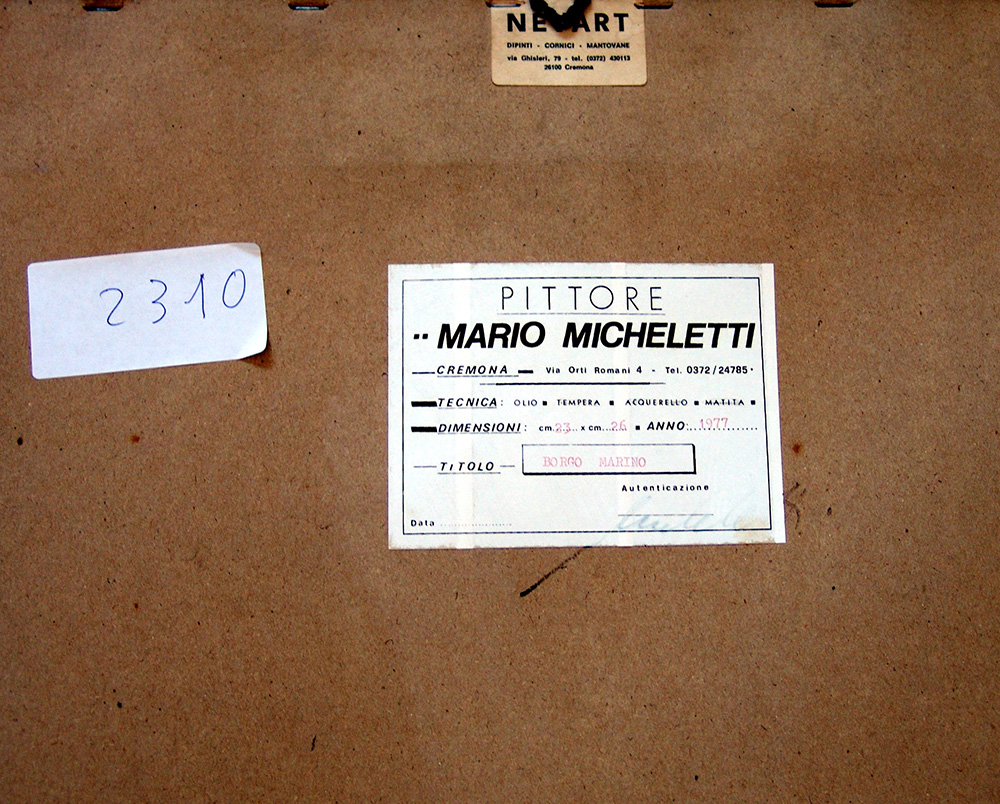 NEWART
DIPINTI - CORNICI - MANTOVANE
via Ghisleri, 79 - tel. (0372) 430113
26100 Cremona
2310
PITTORE
MARIO MICHELETTI
CREMONA — Via Orti Romani 4 - Tel. 0372/24785
TECNICA: OLIO ▪ TEMPERA ▪ ACQUERELLO ▪ MATITA ▪
DIMENSIONI: cm. 23 x cm. 26 ▪ ANNO: 1977
TiTOLO — BORGO MARINO
Autenticazione
Data